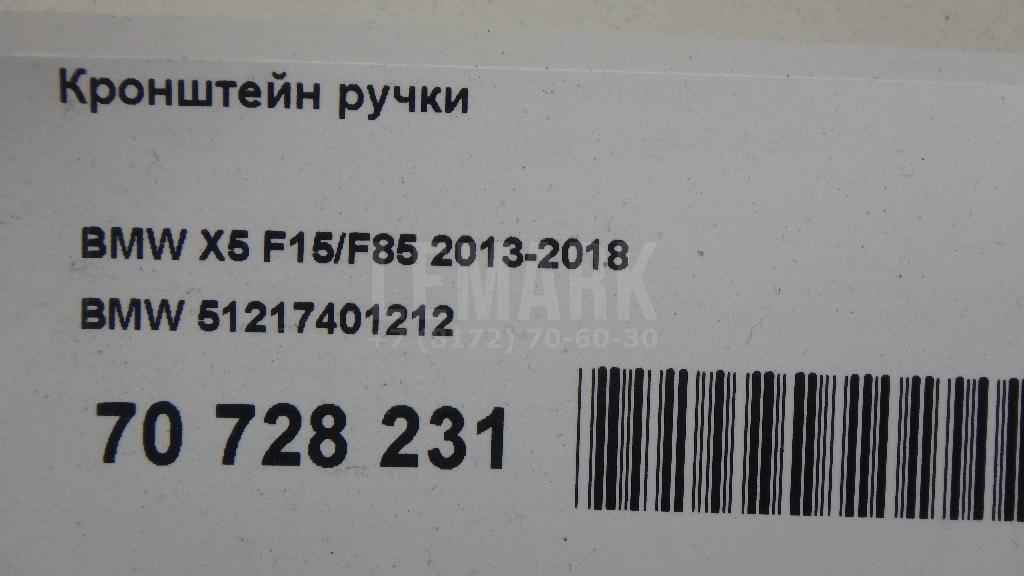 Кронштейн ручки
BMW X5 F15/F85 2013-2018
LEMARK
BMW 51217401212
+7 (8172) 70-60-30
70 728 231